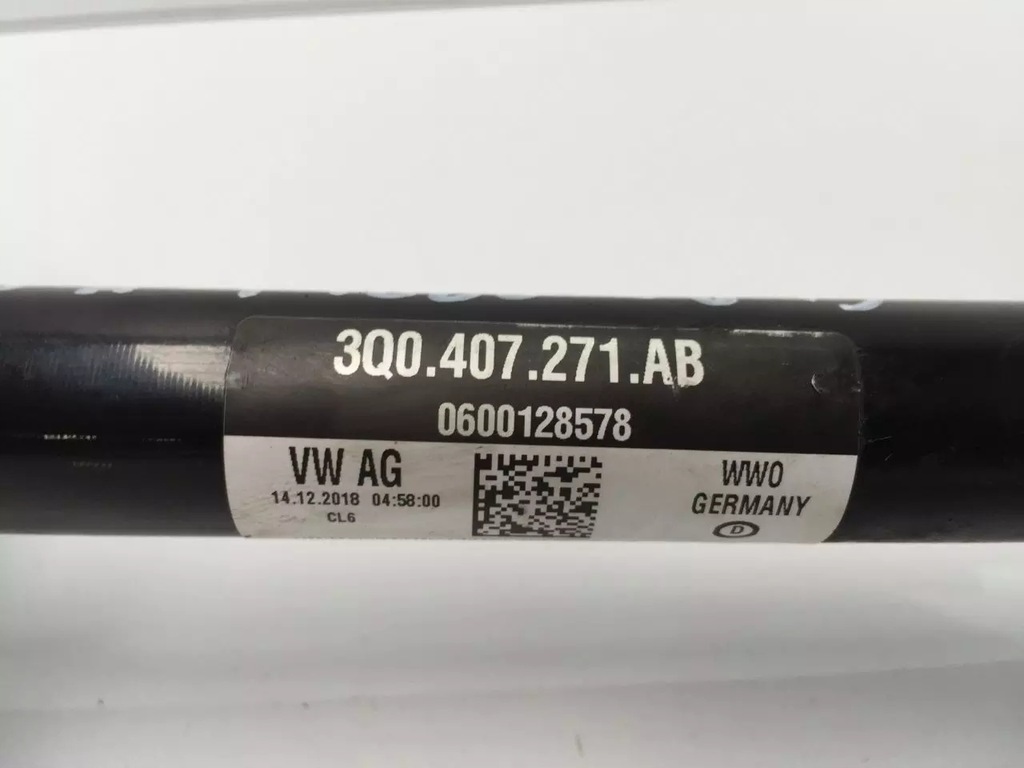 3Q0.407.271.AB
0600128578
VW AG
14.12.2018 04:58:00
CL6
WWO
GERMANY
D